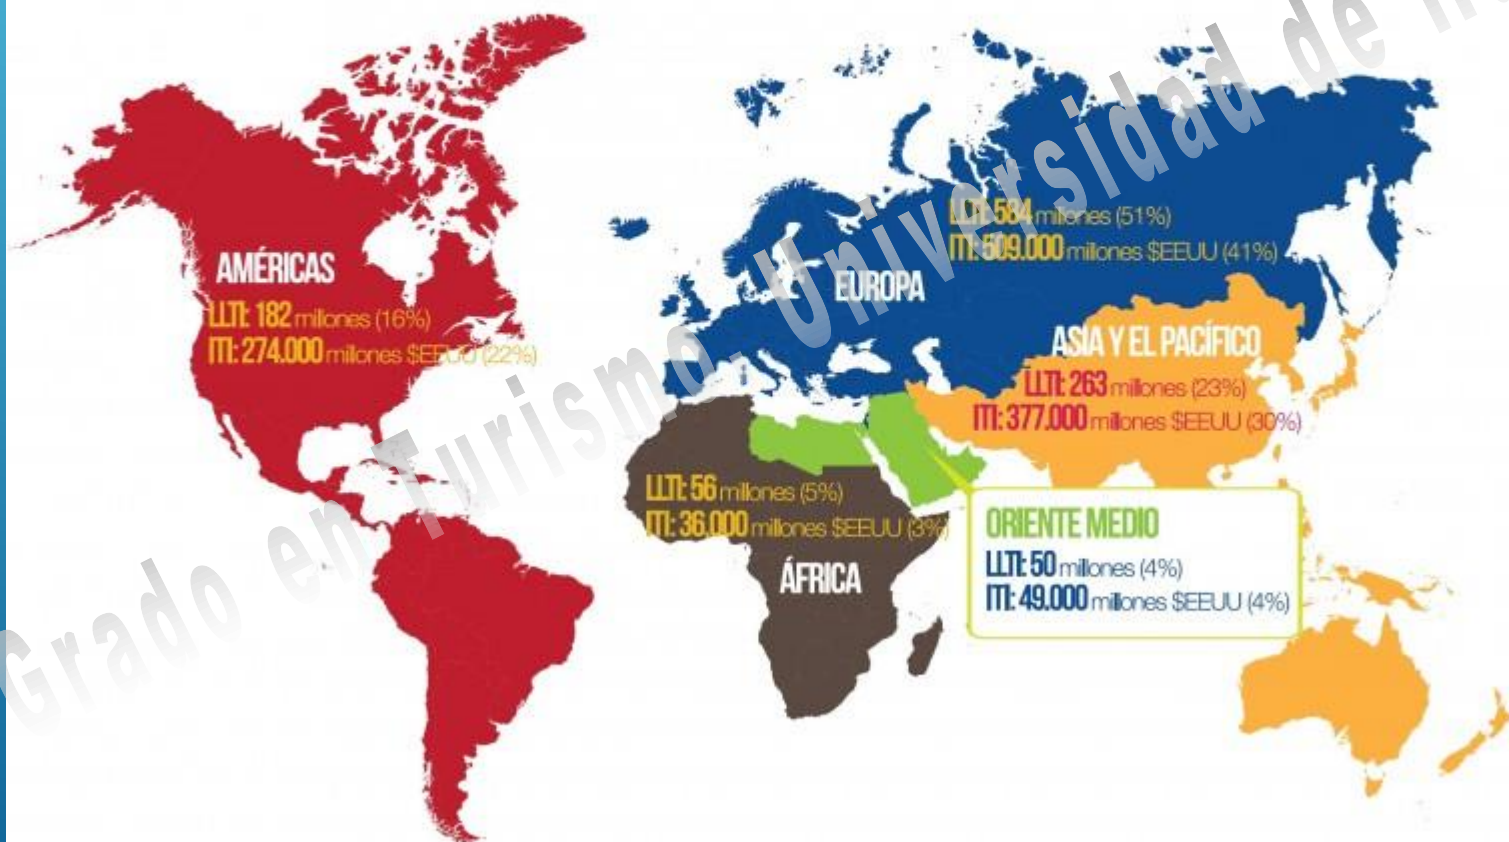 AMÉRICAS
LLTI: 182 millones (16%)
ITI: 274.000 millones $EEUU (22%)
LLTI: 584 millones (51%)
ITI: 509.000 millones $EEUU (41%)
EUROPA
ASIA Y EL PACÍFICO
LLTI: 263 millones (23%)
ITI: 377.000 millones $EEUU (30%)
LLTI: 56 millones (5%)
ITI: 36.000 millones $EEUU (3%)
ÁFRICA
ORIENTE MEDIO
LLTI: 50 millones (4%)
ITI: 49.000 millones $EEUU (4%)
Grado en Turismo. Universidad de